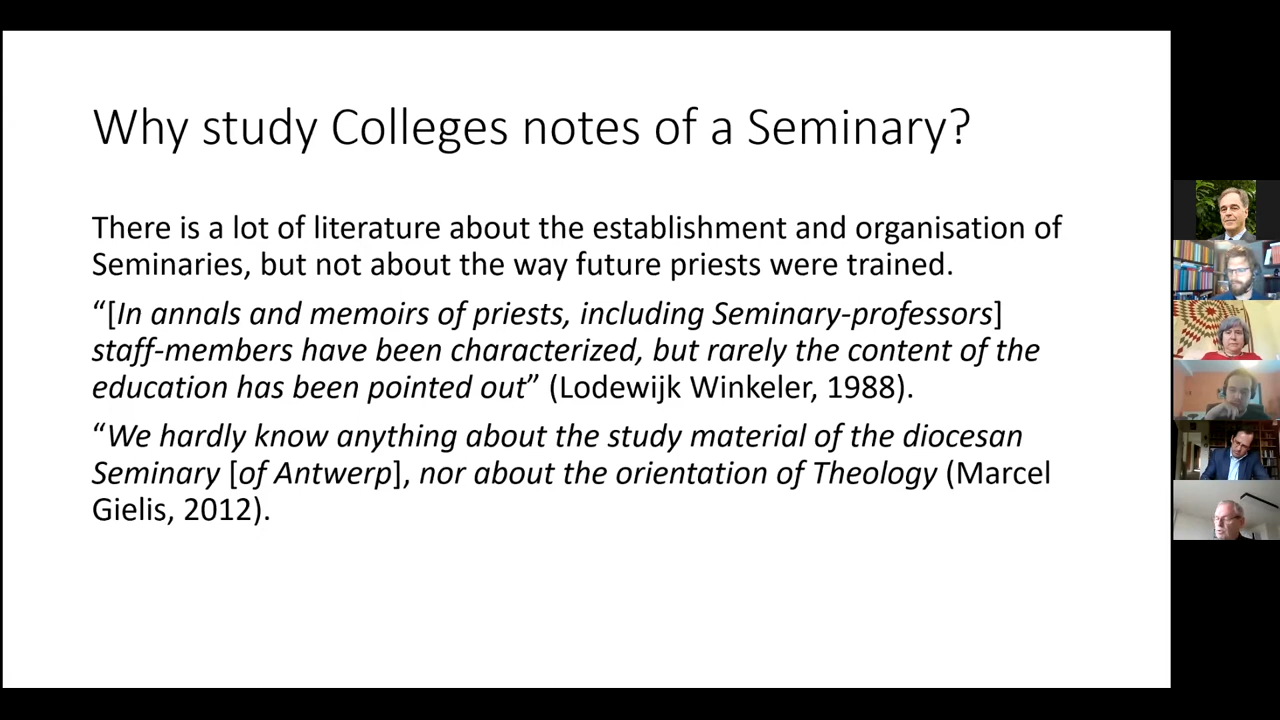 Why study Colleges notes of a Seminary?
There is a lot of literature about the establishment and organisation of
Seminaries, but not about the way future priests were trained.
“[In annals and memoirs of priests, including Seminary-professors]
staff-members have been characterized, but rarely the content of the
education has been pointed out” (Lodewijk Winkeler, 1988).
“We hardly know anything about the study material of the diocesan
Seminary [of Antwerp], nor about the orientation of Theology (Marcel
Gielis, 2012).